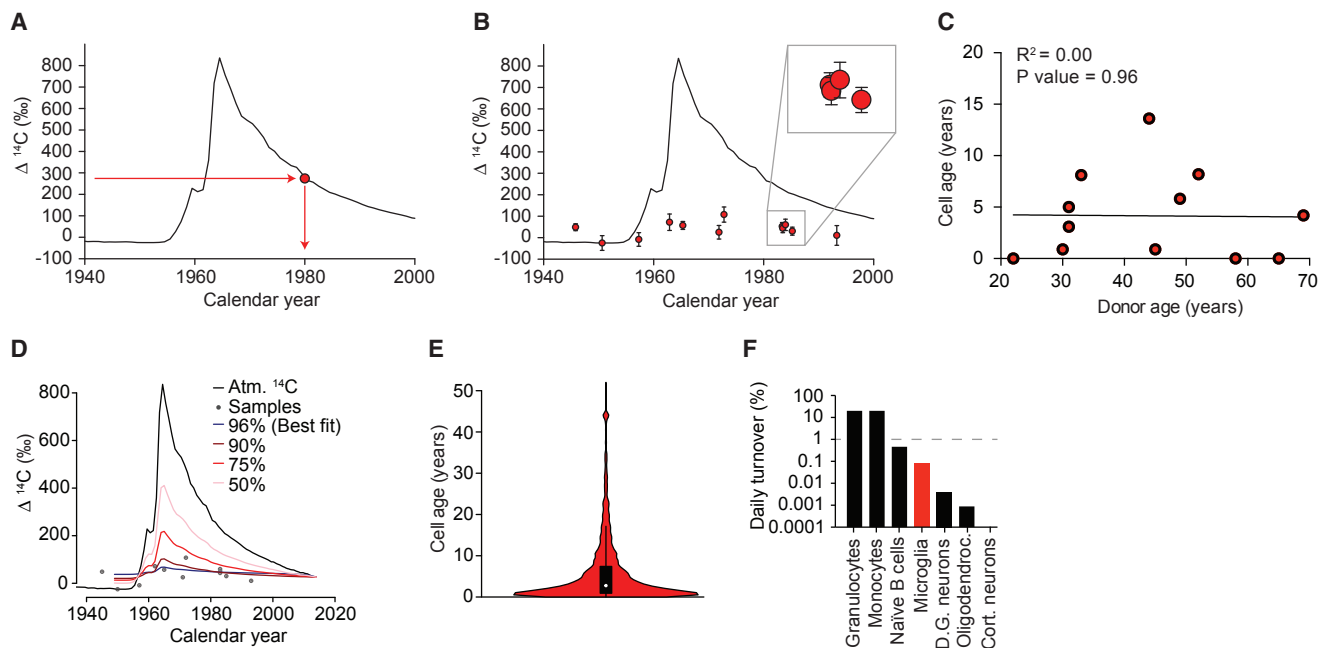 A
Δ ¹⁴C (‰)
800
700
600
500
400
300
200
100
0
-100
1940
1960
1980
2000
Calendar year
B
Δ ¹⁴C (‰)
800
700
600
500
400
300
200
100
0
-100
1940
1960
1980
2000
Calendar year
C
R² = 0.00
P value = 0.96
Cell age (years)
20
15
10
5
0
20
30
40
50
60
70
Donor age (years)
D
Δ ¹⁴C (‰)
800
600
400
200
0
1940
1960
1980
2000
2020
Calendar year
Atm. ¹⁴C
Samples
96% (Best fit)
90%
75%
50%
E
Cell age (years)
50
40
30
20
10
0
F
Daily turnover (%)
100
10
1
0.1
0.01
0.001
0.0001
Granulocytes
Monocytes
Naïve B cells
Microglia
D.G. neurons
Oligodendroc.
Cort. neurons